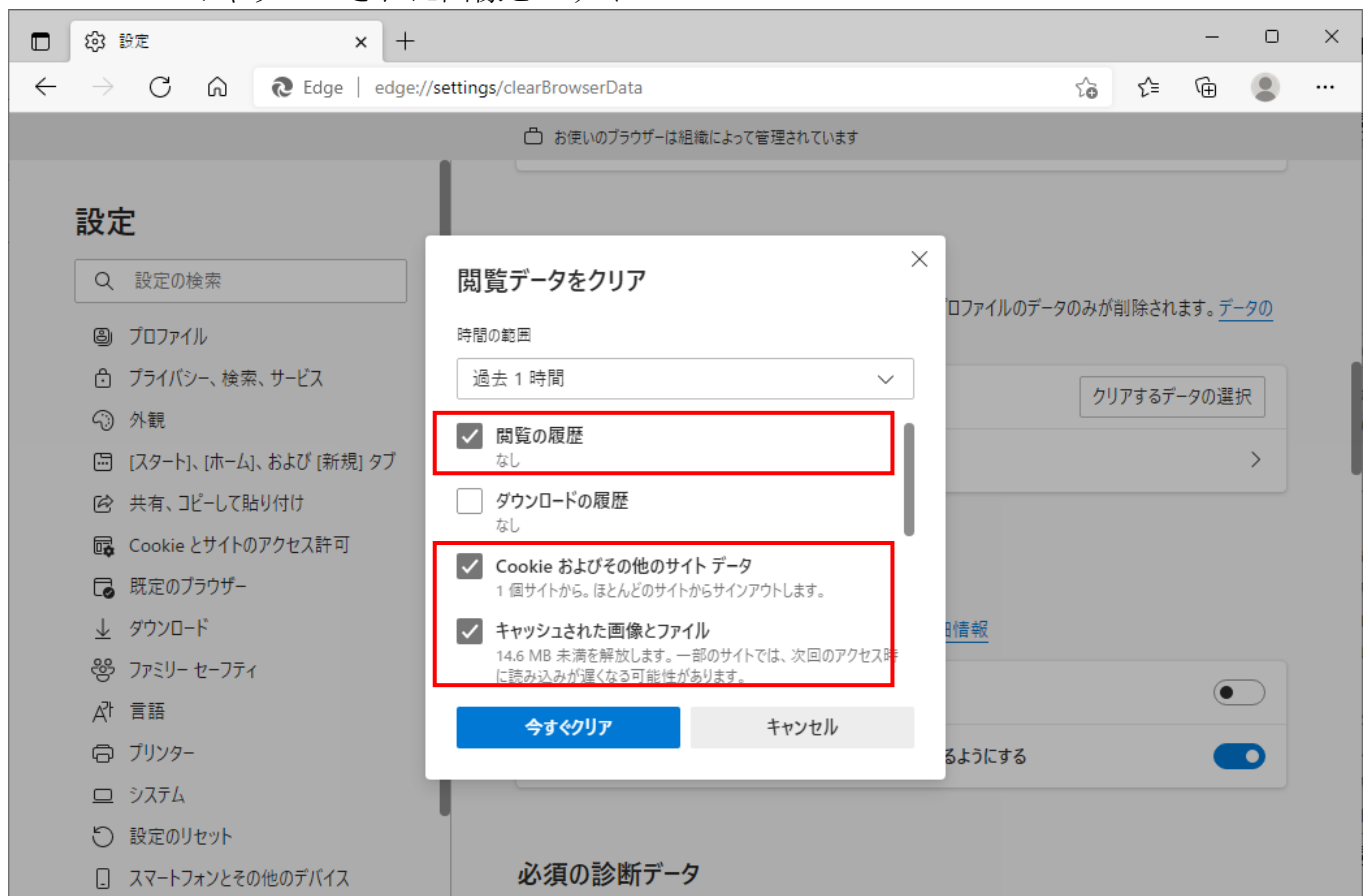 設定
Edge | edge://settings/clearBrowserData
お使いのブラウザーは組織によって管理されています
設定
設定の検索
プロファイル
プライバシー、検索、サービス
外観
[スタート]、[ホーム]、および [新規] タブ
共有、コピーして貼り付け
Cookie とサイトのアクセス許可
既定のブラウザー
ダウンロード
ファミリー セーフティ
言語
プリンター
システム
設定のリセット
スマートフォンとその他のデバイス
閲覧データをクリア
時間の範囲
過去 1 時間
閲覧の履歴
なし
ダウンロードの履歴
なし
Cookie およびその他のサイト データ
1 個サイトから。ほとんどのサイトからサインアウトします。
キャッシュされた画像とファイル
14.6 MB 未満を解放します。一部のサイトでは、次回のアクセス時
に読み込みが遅くなる可能性があります。
今すぐクリア
キャンセル
ロファイルのデータのみが削除されます。データの
クリアするデータの選択
情報
るようにする
必須の診断データ